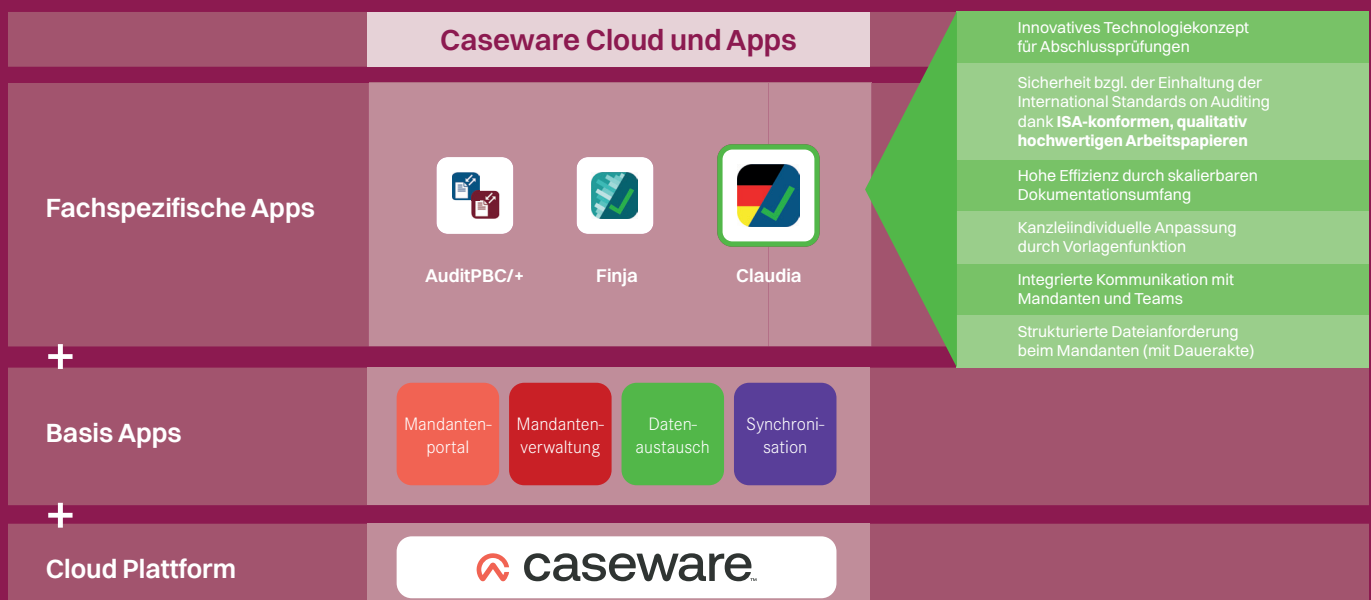 Caseware Cloud und Apps
Fachspezifische Apps
AuditPBC/+
Finja
Claudia
Innovatives Technologiekonzept
für Abschlussprüfungen
Sicherheit bzgl. der Einhaltung der
International Standards on Auditing
dank ISA-konformen, qualitativ
hochwertigen Arbeitspapieren
Hohe Effizienz durch skalierbaren
Dokumentationsumfang
Kanzleiindividuelle Anpassung
durch Vorlagenfunktion
Integrierte Kommunikation mit
Mandanten und Teams
Strukturierte Dateianforderung
beim Mandanten (mit Dauerakte)
+
Basis Apps
Mandanten-
portal
Mandanten-
verwaltung
Daten-
austausch
Synchroni-
sation
+
Cloud Plattform
caseware™